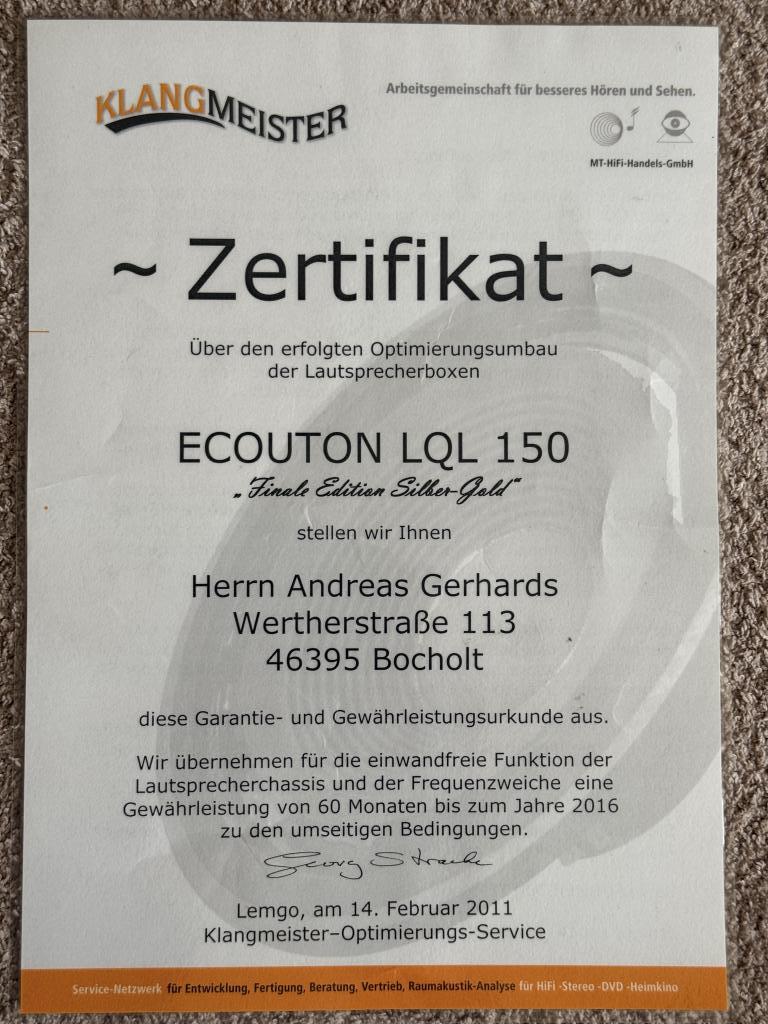 KLANGMEISTER
Arbeitsgemeinschaft für besseres Hören und Sehen.
MT-HiFi-Handels-GmbH
~ Zertifikat ~
Über den erfolgten Optimierungsumbau
der Lautsprecherboxen
ECOUTON LQL 150
„Finale Edition Silber-Gold“
stellen wir Ihnen
Herrn Andreas Gerhards
Wertherstraße 113
46395 Bocholt
diese Garantie- und Gewährleistungsurkunde aus.
Wir übernehmen für die einwandfreie Funktion der
Lautsprecherchassis und der Frequenzweiche eine
Gewährleistung von 60 Monaten bis zum Jahre 2016
zu den umseitigen Bedingungen.
Georg
Lemgo, am 14. Februar 2011
Klangmeister–Optimierungs-Service
Service-Netzwerk für Entwicklung, Fertigung, Beratung, Vertrieb, Raumakustik-Analyse für HiFi -Stereo -DVD -Heimkino